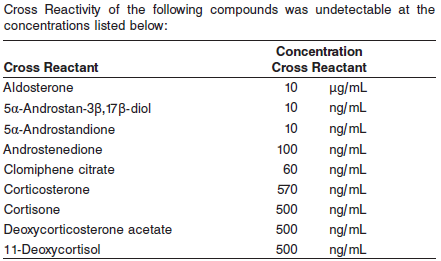 Cross Reactivity of the following compounds was undetectable at the
concentrations listed below:
Concentration
Cross Reactant Cross Reactant
Aldosterone 10 µg/mL
5α-Androstan-3β,17β-diol 10 ng/mL
5α-Androstandione 10 ng/mL
Androstenedione 100 ng/mL
Clomiphene citrate 60 ng/mL
Corticosterone 570 ng/mL
Cortisone 500 ng/mL
Deoxycorticosterone acetate 500 ng/mL
11-Deoxycortisol 500 ng/mL